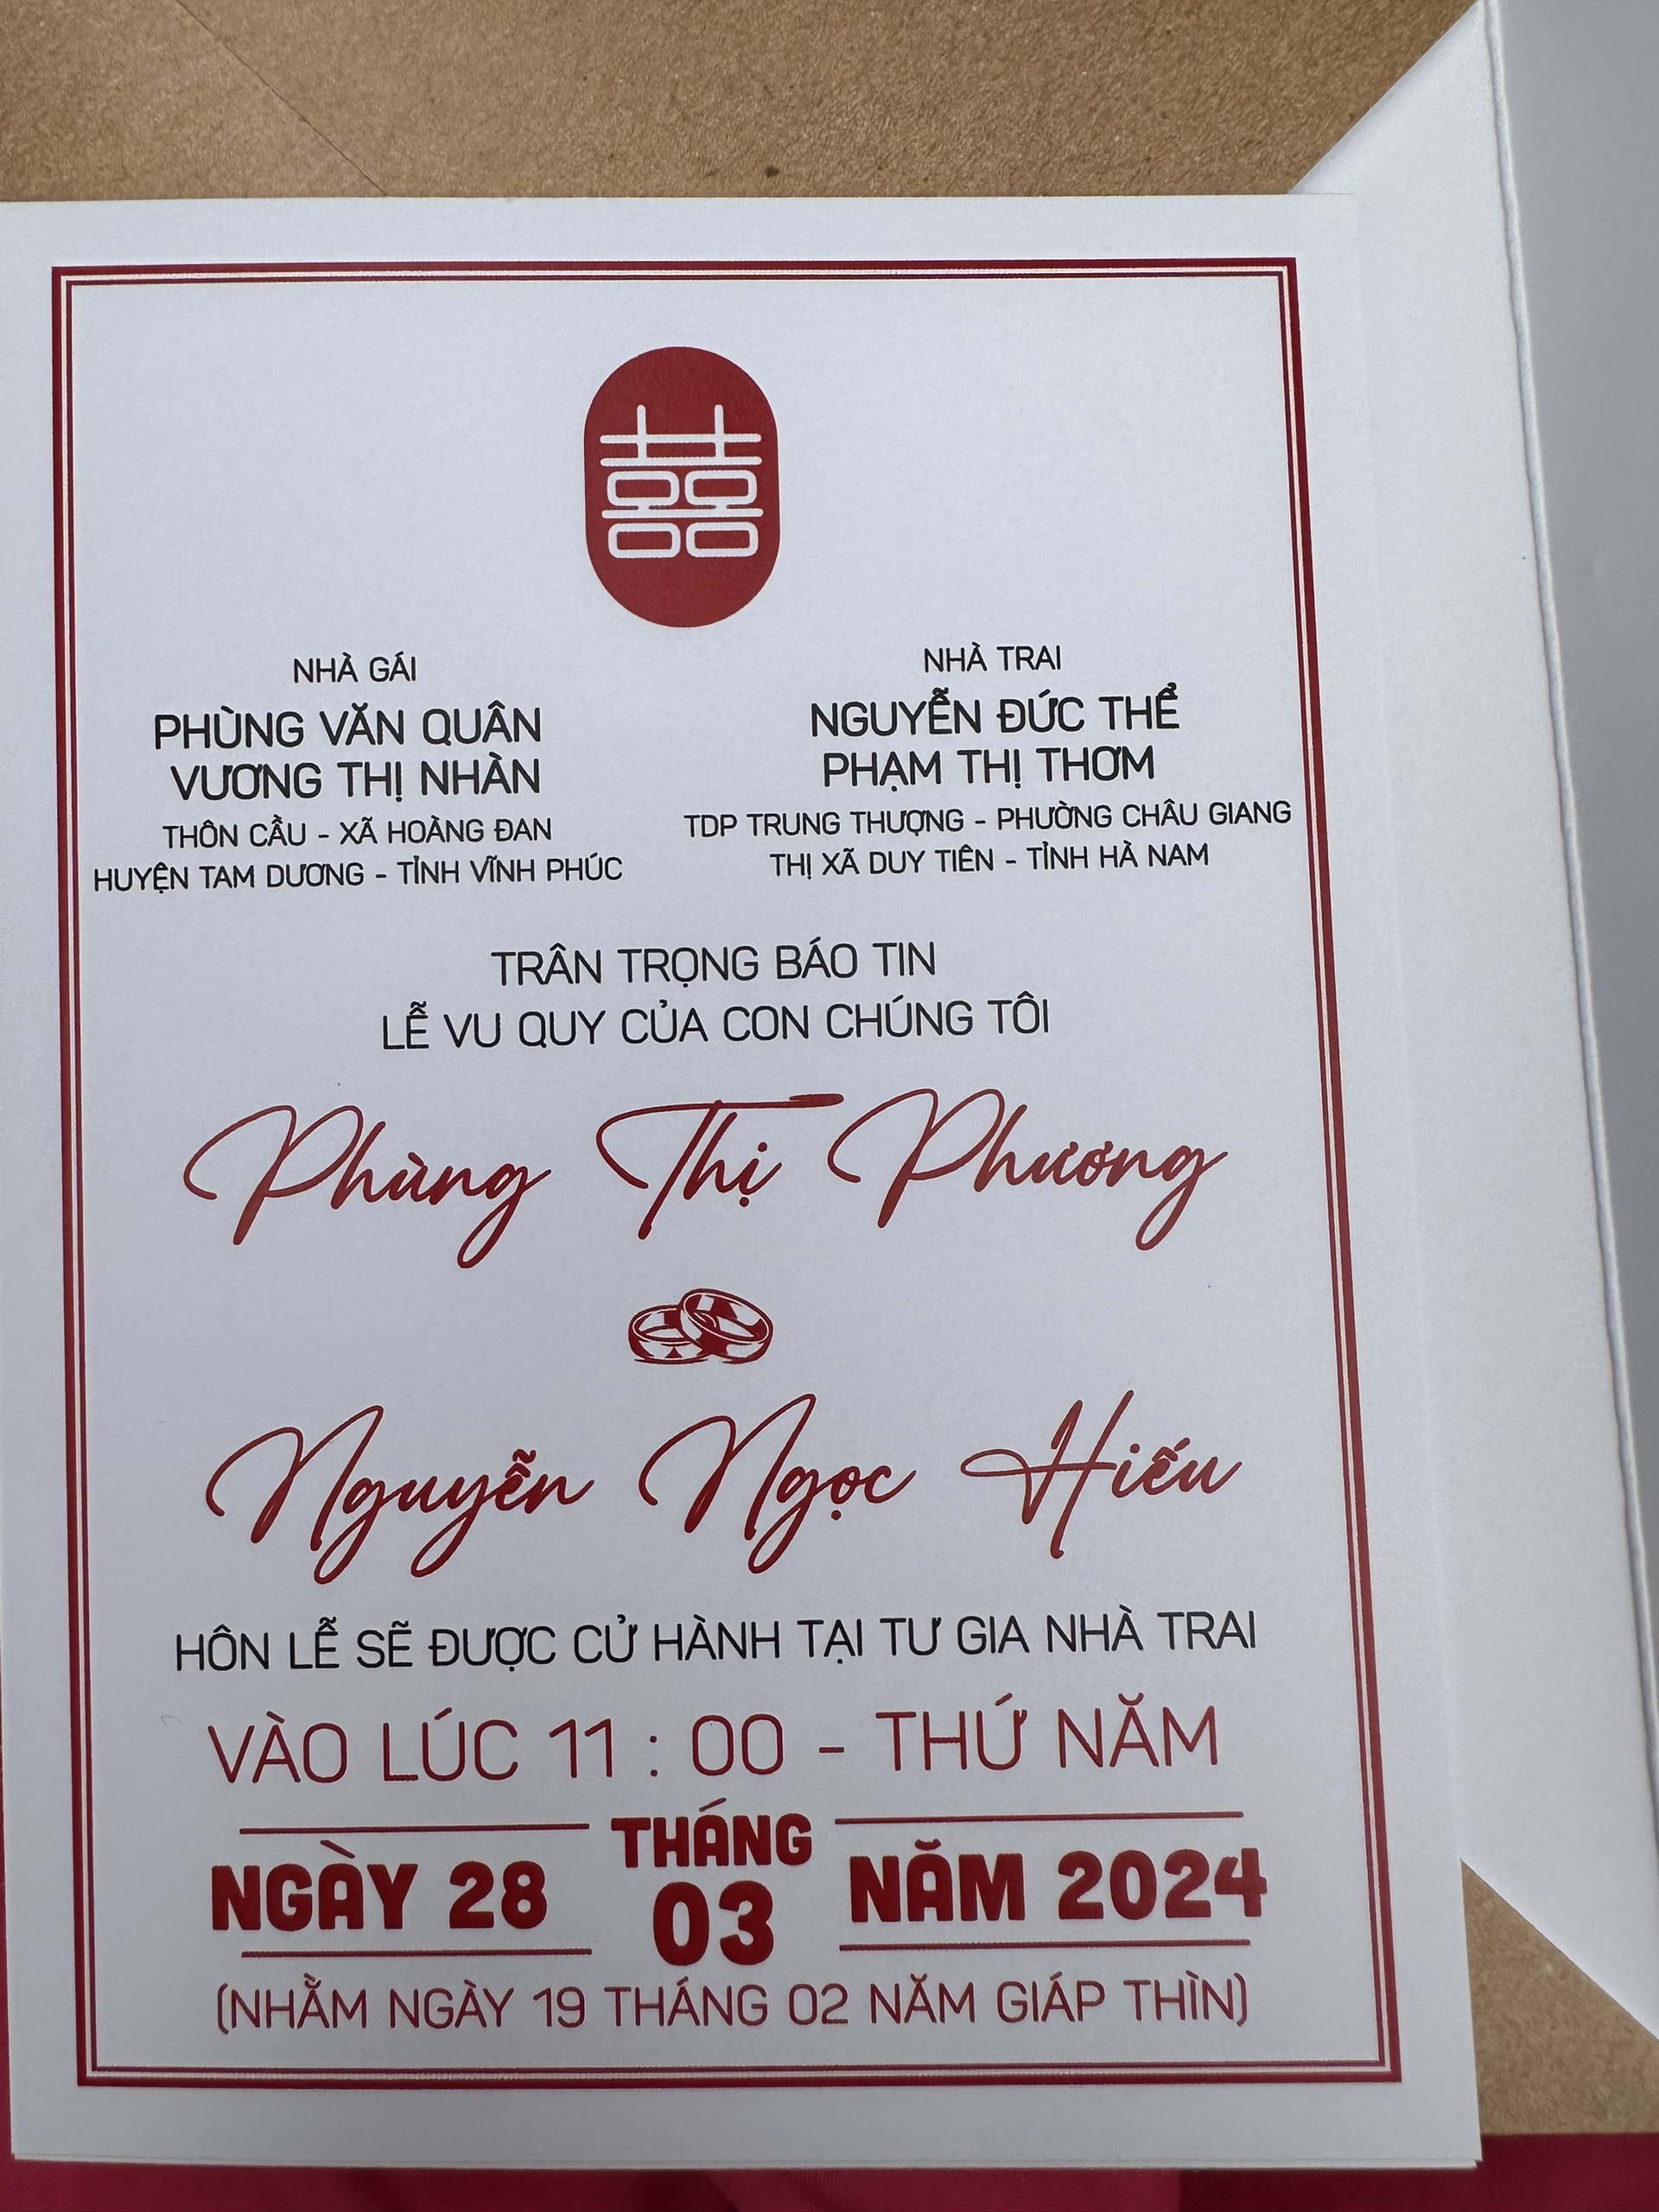 囍
NHÀ GÁI
PHÙNG VĂN QUÂN
VƯƠNG THỊ NHÀN
THÔN CẦU - XÃ HOÀNG ĐAN
HUYỆN TAM DƯƠNG - TỈNH VĨNH PHÚC
NHÀ TRAI
NGUYỄN ĐỨC THỂ
PHẠM THỊ THƠM
TDP TRUNG THƯỢNG - PHƯỜNG CHÂU GIANG
THỊ XÃ DUY TIÊN - TỈNH HÀ NAM
TRÂN TRỌNG BÁO TIN
LỄ VU QUY CỦA CON CHÚNG TÔI
Phùng Thị Phương
Nguyễn Ngọc Hiếu
HÔN LỄ SẼ ĐƯỢC CỬ HÀNH TẠI TƯ GIA NHÀ TRAI
VÀO LÚC 11 : 00 - THỨ NĂM
NGÀY 28
THÁNG
03
NĂM 2024
(NHẰM NGÀY 19 THÁNG 02 NĂM GIÁP THÌN)